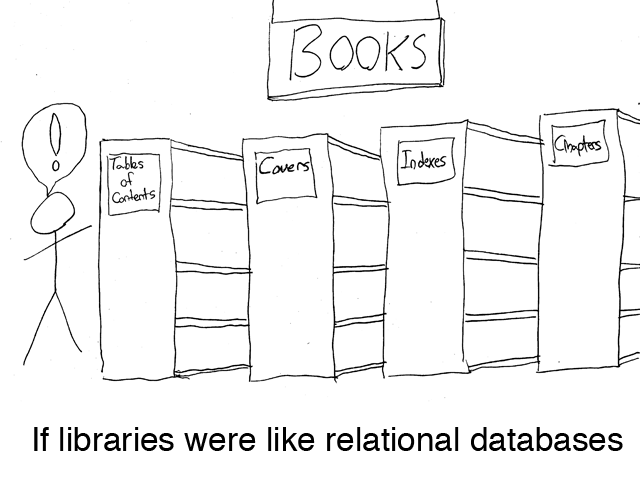 BOOKS
!
Tables
of
Contents
Covers
Indexes
Chapters
If libraries were like relational databases